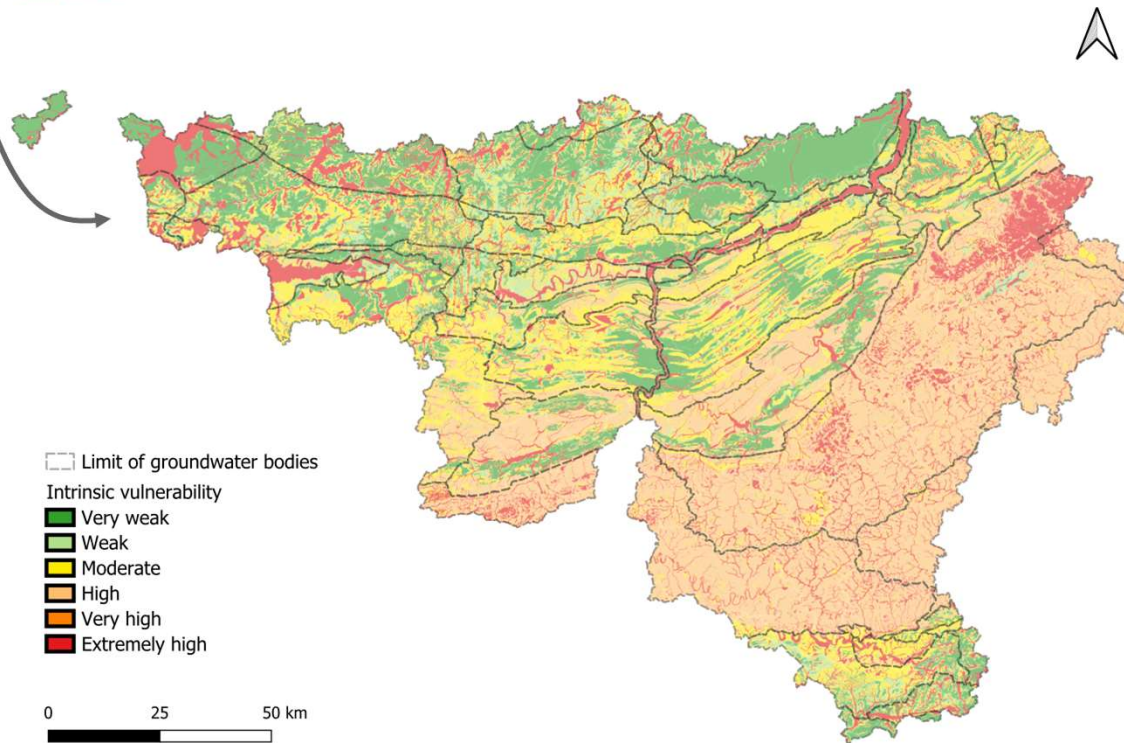 Limit of groundwater bodies
Intrinsic vulnerability
Very weak
Weak
Moderate
High
Very high
Extremely high
0 25 50 km